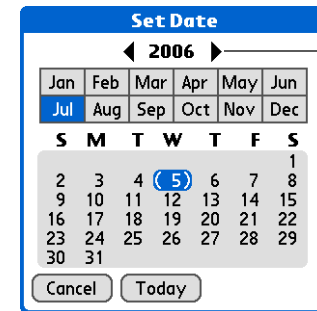 Set Date
2006
Jan Feb Mar Apr May Jun
Jul Aug Sep Oct Nov Dec
S M T W T F S
1
2 3 4 5 6 7 8
9 10 11 12 13 14 15
16 17 18 19 20 21 22
23 24 25 26 27 28 29
30 31
Cancel Today